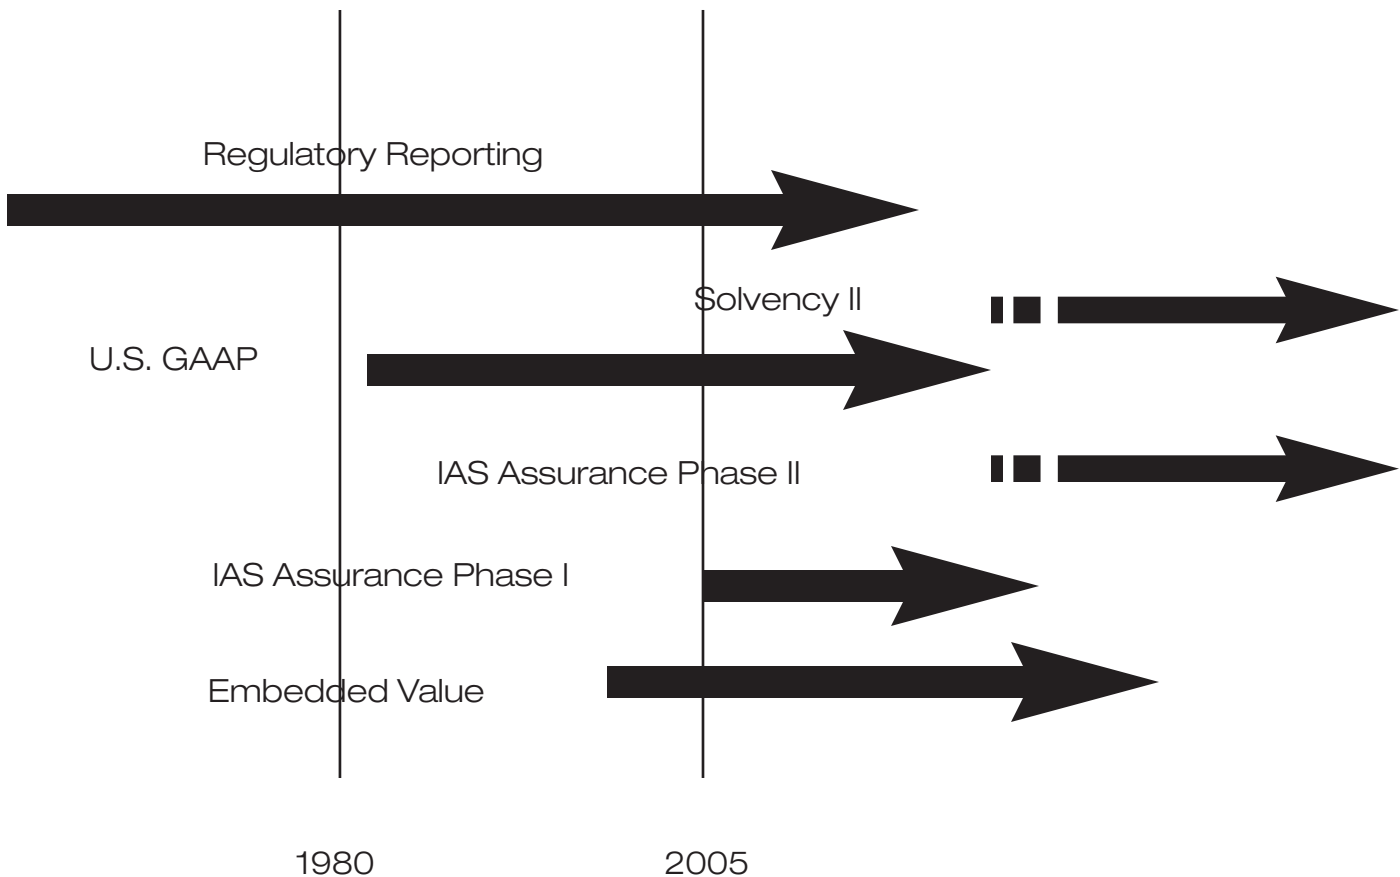 Regulatory Reporting
Solvency II
U.S. GAAP
IAS Assurance Phase II
IAS Assurance Phase I
Embedded Value
1980
2005